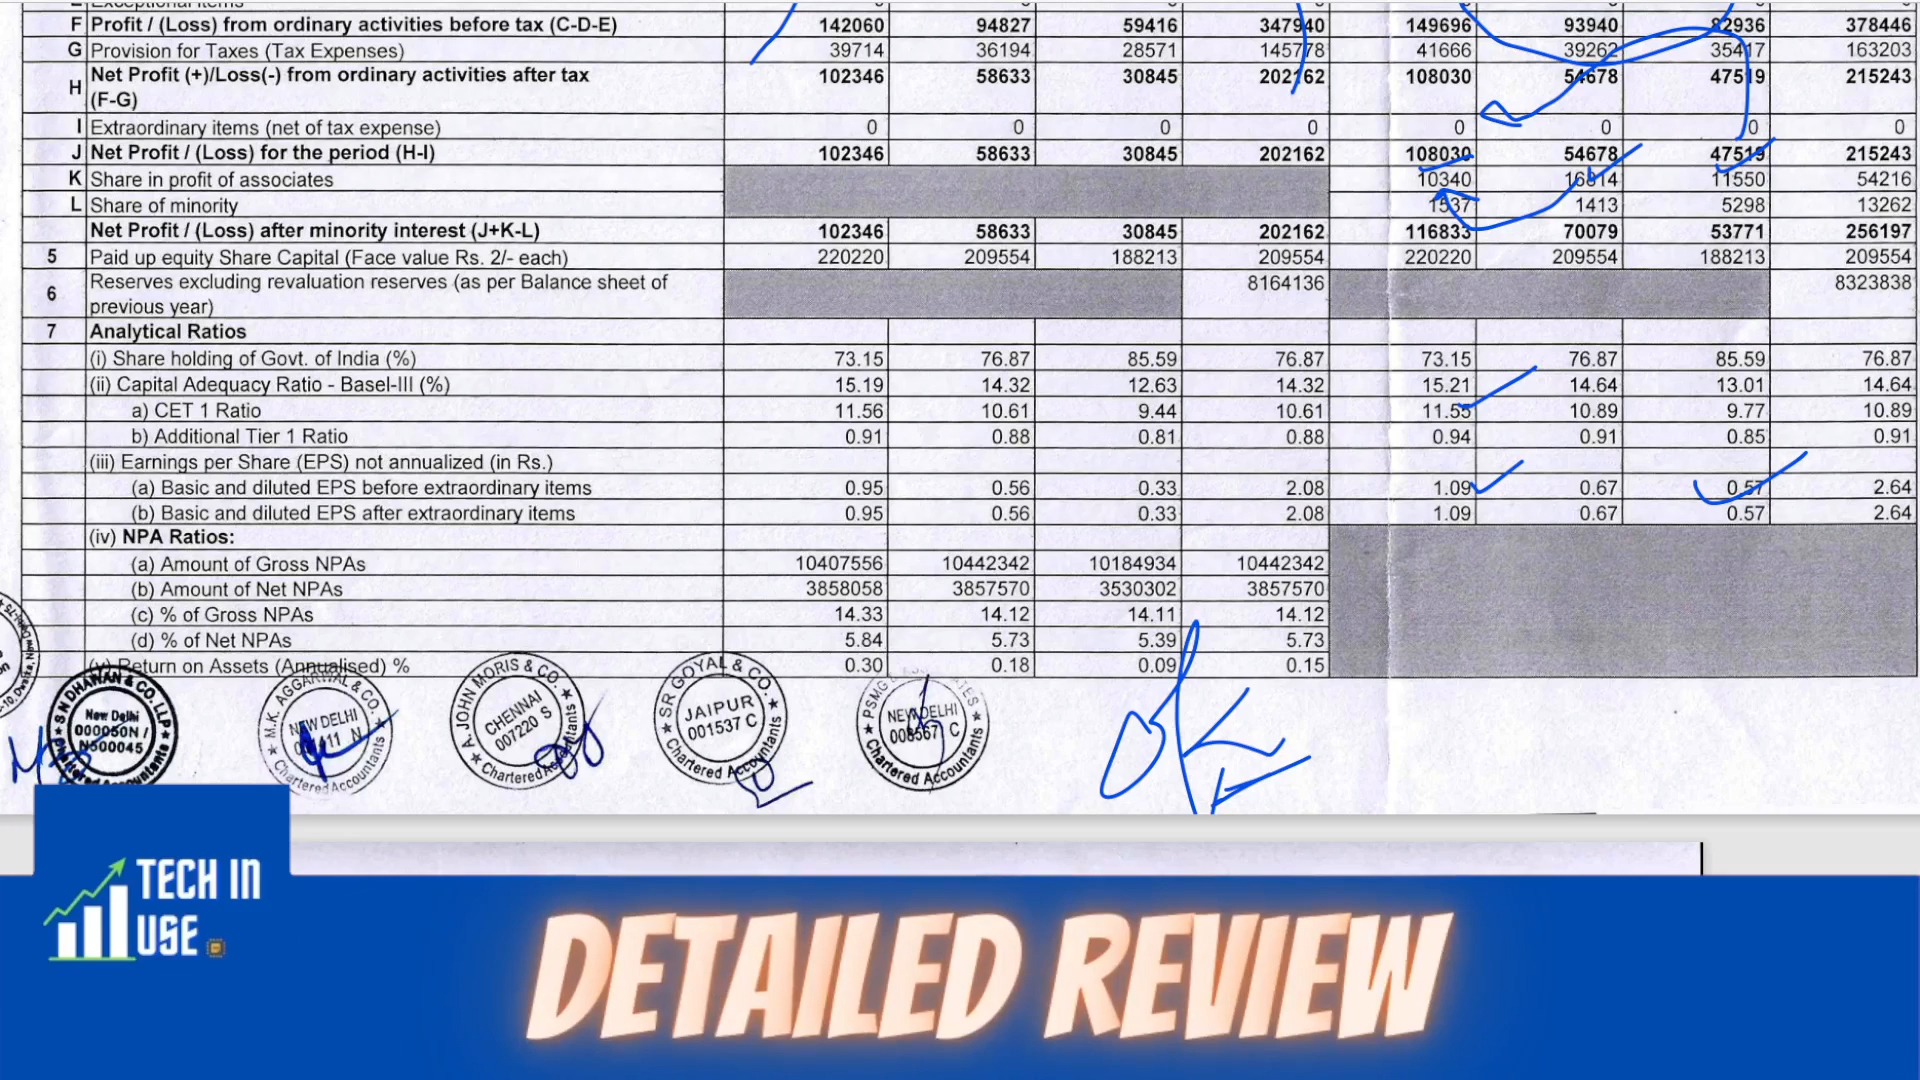 F Profit / (Loss) from ordinary activities before tax (C-D-E) 142060 94827 59416 347940 149696 93940 82936 378446
G Provision for Taxes (Tax Expenses) 39714 36194 28571 145778 41666 39262 35417 163203
H Net Profit (+)/Loss(-) from ordinary activities after tax 102346 58633 30845 202162 108030 54678 47519 215243
(F-G)
I Extraordinary items (net of tax expense) 0 0 0 0 0 0 0 0
J Net Profit / (Loss) for the period (H-I) 102346 58633 30845 202162 108030 54678 47519 215243
K Share in profit of associates 10340 16814 11550 54216
L Share of minority 1537 1413 5298 13262
Net Profit / (Loss) after minority interest (J+K-L) 102346 58633 30845 202162 116833 70079 53771 256197
5 Paid up equity Share Capital (Face value Rs. 2/- each) 220220 209554 188213 209554 220220 209554 188213 209554
6 Reserves excluding revaluation reserves (as per Balance sheet of 8164136 8323838
previous year)
7 Analytical Ratios
(i) Share holding of Govt. of India (%) 73.15 76.87 85.59 76.87 73.15 76.87 85.59 76.87
(ii) Capital Adequacy Ratio - Basel-III (%) 15.19 14.32 12.63 14.32 15.21 14.64 13.01 14.64
a) CET 1 Ratio 11.56 10.61 9.44 10.61 10.89 9.77 10.89
b) Additional Tier 1 Ratio 0.91 0.88 0.81 0.88 0.94 0.91 0.85 0.91
(iii) Earnings per Share (EPS) not annualized (in Rs.)
(a) Basic and diluted EPS before extraordinary items 0.95 0.56 0.33 2.08 1.09 0.67 0.57 2.64
(b) Basic and diluted EPS after extraordinary items 0.95 0.56 0.33 2.08 1.09 0.67 0.57 2.64
(iv) NPA Ratios:
(a) Amount of Gross NPAs 10407556 10442342 10184934 10442342
(b) Amount of Net NPAs 3858058 3857570 3530302 3857570
(c) % of Gross NPAs 14.33 14.12 14.11 14.12
(d) % of Net NPAs 5.84 5.73 5.39 5.73
(v) Return on Assets (Annualised) % 0.30 0.18 0.09 0.15
S N DHAWAN & CO. LLP
New Delhi
000050N /
N500045
Chartered Accountants
M.K. AGGARWAL & CO.
NEW DELHI
Chartered Accountants
A. JOHN MORIS & CO.
CHENNAI
007220 S
Chartered Accountants
SR GOYAL & CO.
JAIPUR
001537 C
Chartered Accountants
NEW DELHI
Chartered Accountants
TECH IN
USE
DETAILED REVIEW